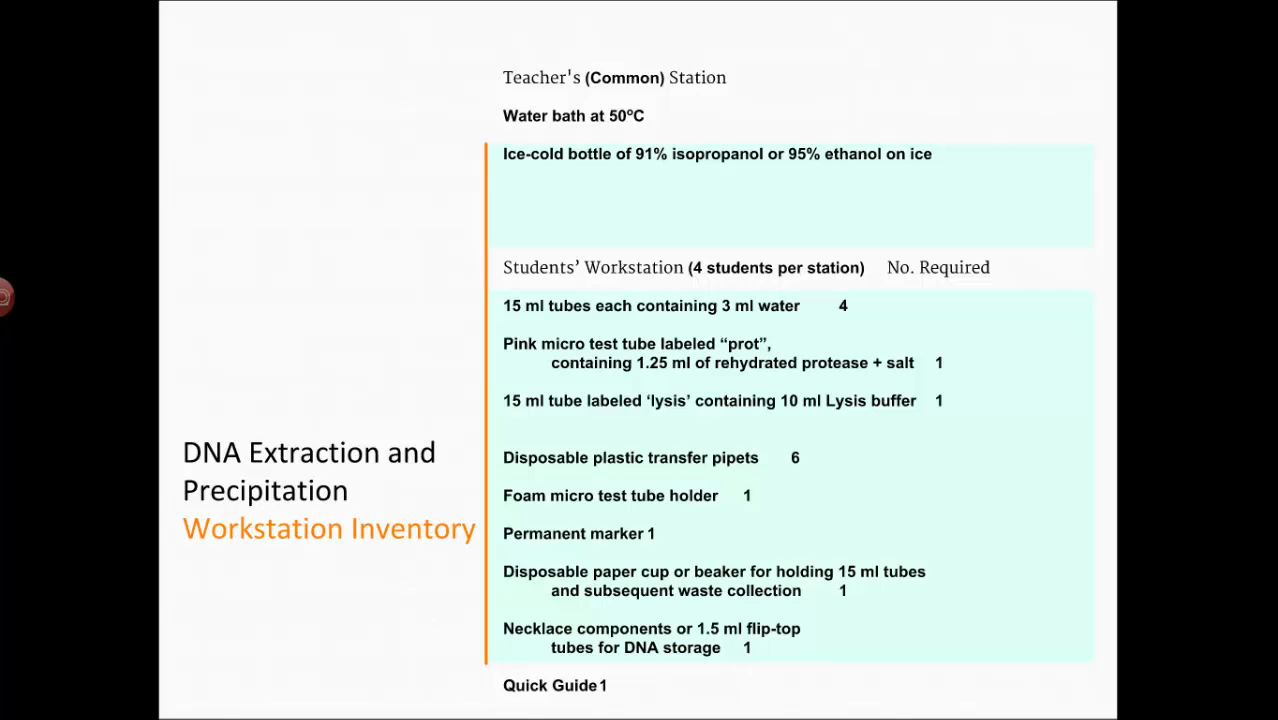 Teacher's (Common) Station
Water bath at 50ºC
Ice-cold bottle of 91% isopropanol or 95% ethanol on ice
Students’ Workstation (4 students per station) No. Required
15 ml tubes each containing 3 ml water 4
Pink micro test tube labeled “prot”,
containing 1.25 ml of rehydrated protease + salt 1
15 ml tube labeled ‘lysis’ containing 10 ml Lysis buffer 1
Disposable plastic transfer pipets 6
Foam micro test tube holder 1
Permanent marker 1
Disposable paper cup or beaker for holding 15 ml tubes
and subsequent waste collection 1
Necklace components or 1.5 ml flip-top
tubes for DNA storage 1
Quick Guide 1
DNA Extraction and
Precipitation
Workstation Inventory